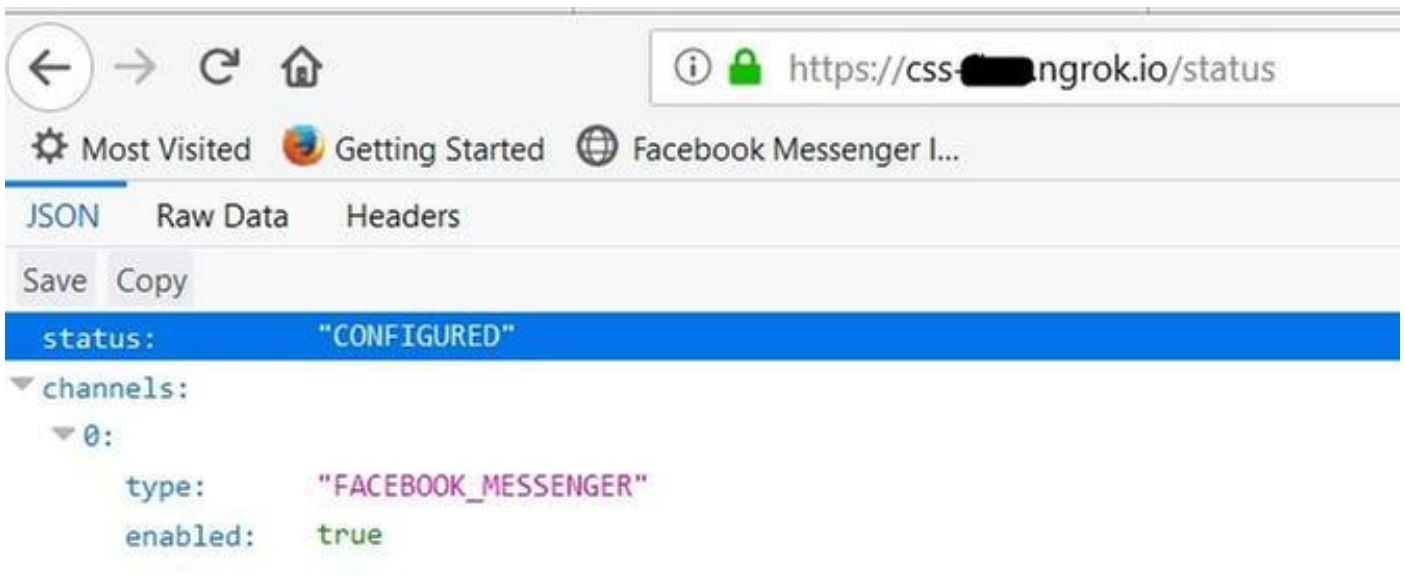 https://css-ngrok.io/status
Most Visited Getting Started Facebook Messenger I...
JSON Raw Data Headers
Save Copy
status: "CONFIGURED"
channels:
0:
type: "FACEBOOK_MESSENGER"
enabled: true